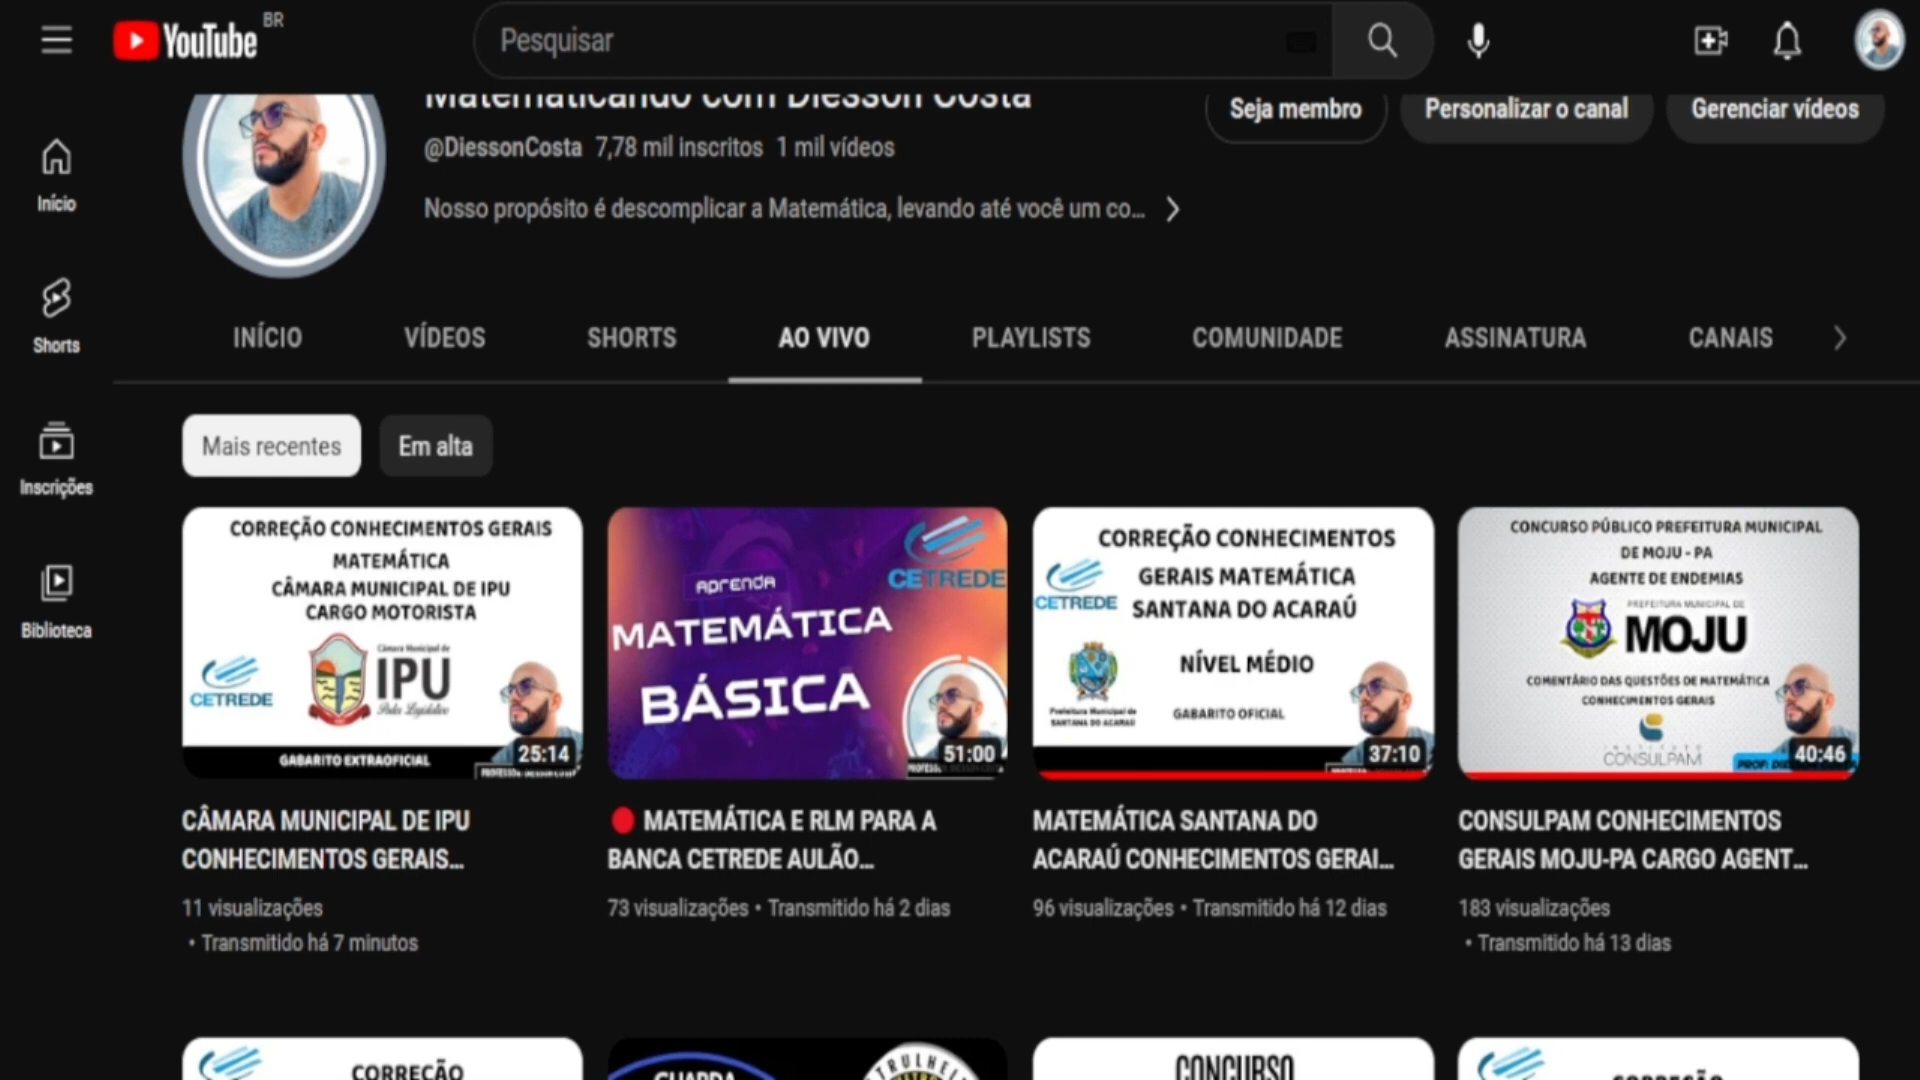 YouTube BR
Pesquisar
Matematicando com Diesson Costa
Seja membro
Personalizar o canal
Gerenciar vídeos
@DiessonCosta 7,78 mil inscritos 1 mil vídeos
Nosso propósito é descomplicar a Matemática, levando até você um co...
Início
Shorts
Inscrições
Biblioteca
INÍCIO
VÍDEOS
SHORTS
AO VIVO
PLAYLISTS
COMUNIDADE
ASSINATURA
CANAIS
Mais recentes
Em alta
CORREÇÃO CONHECIMENTOS GERAIS
MATEMÁTICA
CÂMARA MUNICIPAL DE IPU
CARGO MOTORISTA
CETREDE
Câmara Municipal de
IPU
Poder Legislativo
GABARITO EXTRAOFICIAL
25:14
CÂMARA MUNICIPAL DE IPU
CONHECIMENTOS GERAIS...
11 visualizações
• Transmitido há 7 minutos
CETREDE
APRENDA
MATEMÁTICA
BÁSICA
51:00
🔴 MATEMÁTICA E RLM PARA A
BANCA CETREDE AULÃO...
73 visualizações • Transmitido há 2 dias
CORREÇÃO CONHECIMENTOS
GERAIS MATEMÁTICA
SANTANA DO ACARAÚ
CETREDE
NÍVEL MÉDIO
Prefeitura Municipal de
SANTANA DO ACARAÚ
GABARITO OFICIAL
37:10
MATEMÁTICA SANTANA DO
ACARAÚ CONHECIMENTOS GERAI...
96 visualizações • Transmitido há 12 dias
CONCURSO PÚBLICO PREFEITURA MUNICIPAL
DE MOJU - PA
AGENTE DE ENDEMIAS
PREFEITURA MUNICIPAL DE
MOJU
COMENTÁRIO DAS QUESTÕES DE MATEMÁTICA
CONHECIMENTOS GERAIS
CONSULPAM
PROF:
40:46
CONSULPAM CONHECIMENTOS
GERAIS MOJU-PA CARGO AGENT...
183 visualizações
• Transmitido há 13 dias
CORREÇÃO
GUARDA
CONCURSO
CORREÇÃO